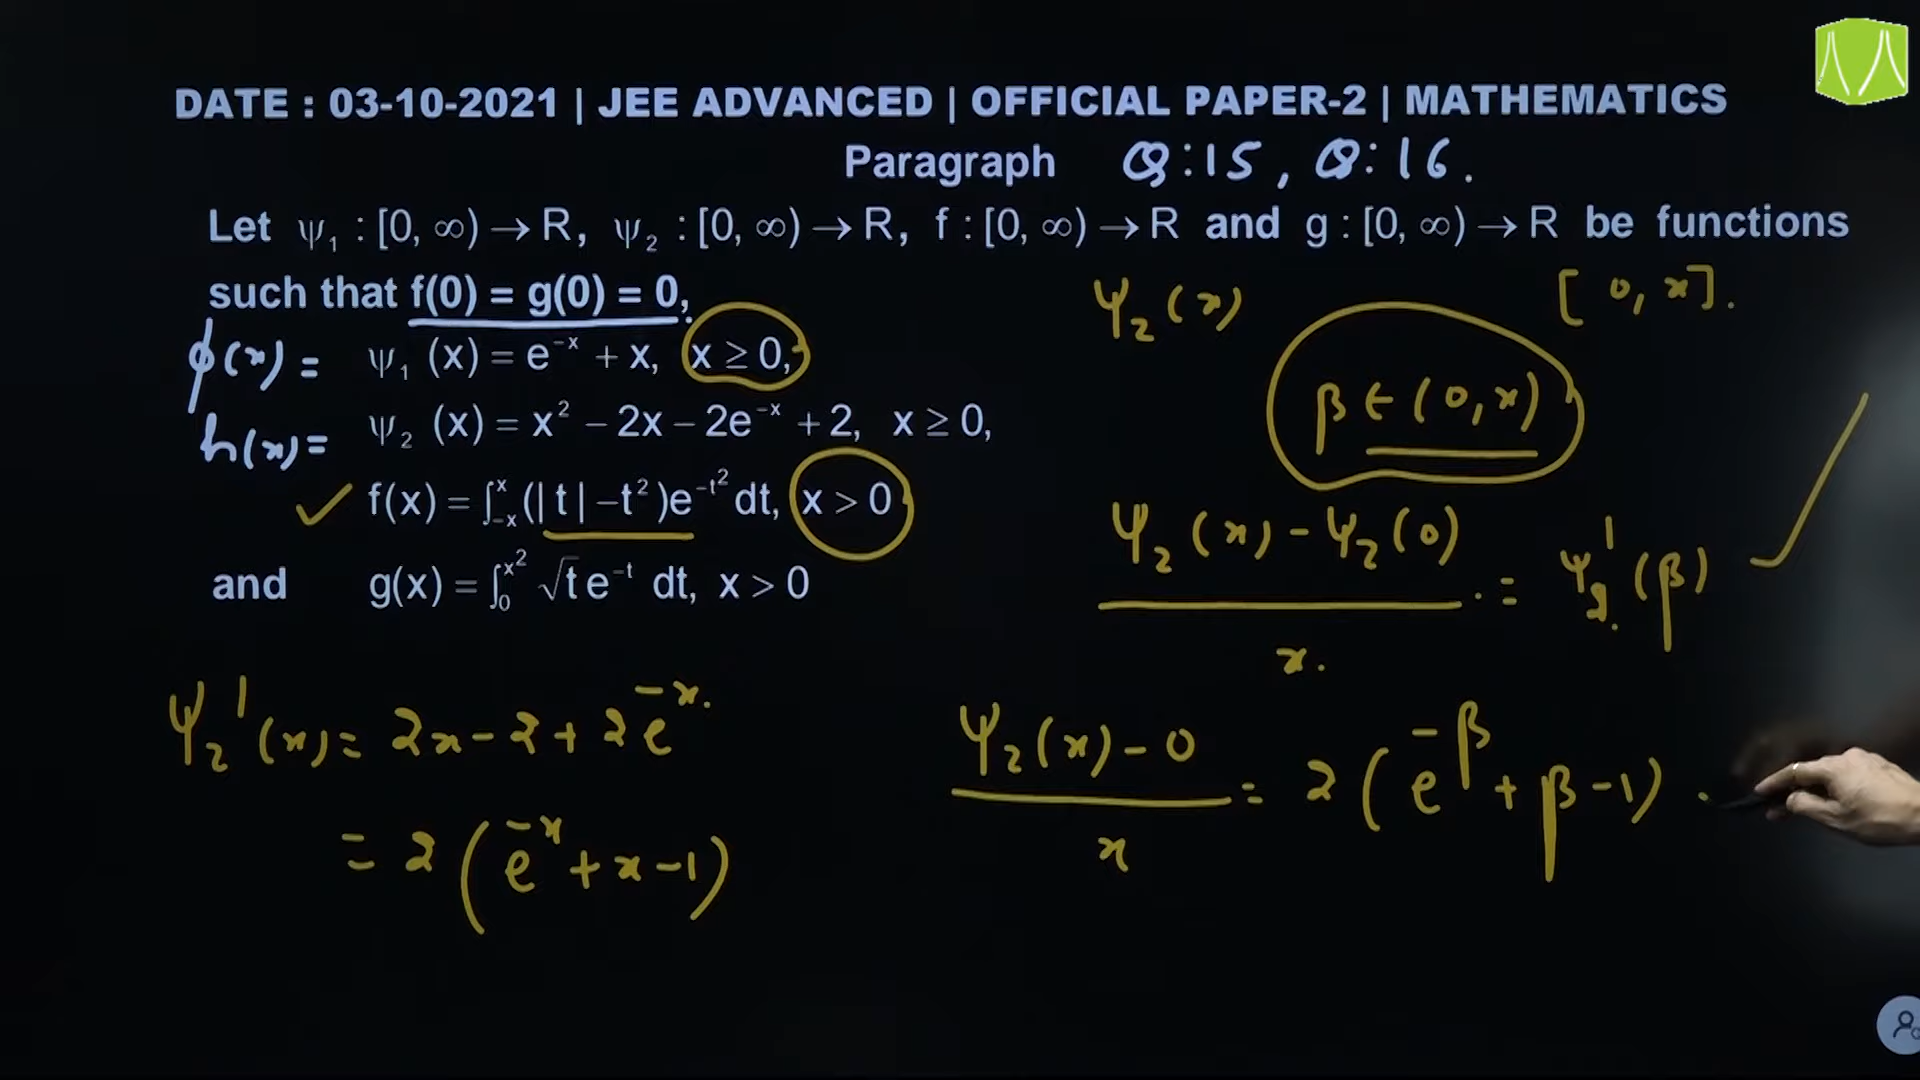 DATE : 03-10-2021 | JEE ADVANCED | OFFICIAL PAPER-2 | MATHEMATICS
Paragraph Q:15, Q:16.
Let ψ₁ : [0, ∞) → R, ψ₂ : [0, ∞) → R, f : [0, ∞) → R and g : [0, ∞) → R be functions
such that f(0) = g(0) = 0,
ϕ(x) = ψ₁ (x) = e⁻ˣ + x, x ≥ 0,
h(x) = ψ₂ (x) = x² − 2x − 2e⁻ˣ + 2, x ≥ 0,
✓ f(x) = ∫₋ₓˣ (|t| − t²)e^(-t²) dt, x > 0
and g(x) = ∫₀^(x²) √t e⁻ᵗ dt, x > 0
ψ₂(x) [0, x].
β ∈ (0, x)
ψ₂(x) − ψ₂(0) / x. = ψ₂'(β)
ψ₂'(x) = 2x − 2 + 2e⁻ˣ.
= 2(e⁻ˣ + x − 1)
ψ₂(x) − 0 / x = 2(e^(-β) + β − 1).